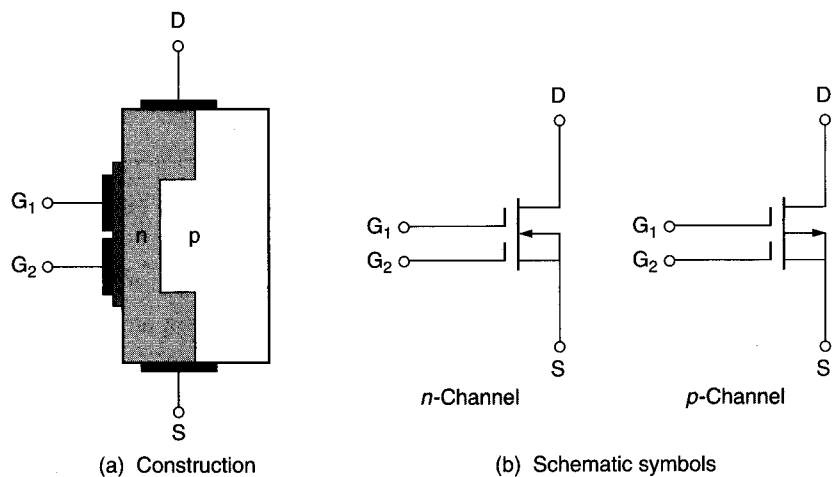 D
G1
G2
n
p
S
(a) Construction
D
G1
G2
S
n-Channel
D
G1
G2
S
p-Channel
(b) Schematic symbols